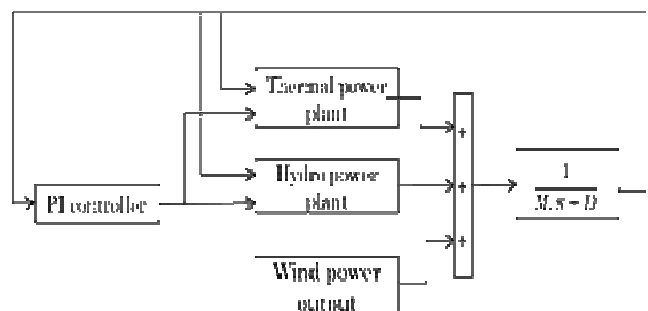 Thermal power
plant
+
Hydro power
plant
+
PI controller
1
M.s + D
+
Wind power
output